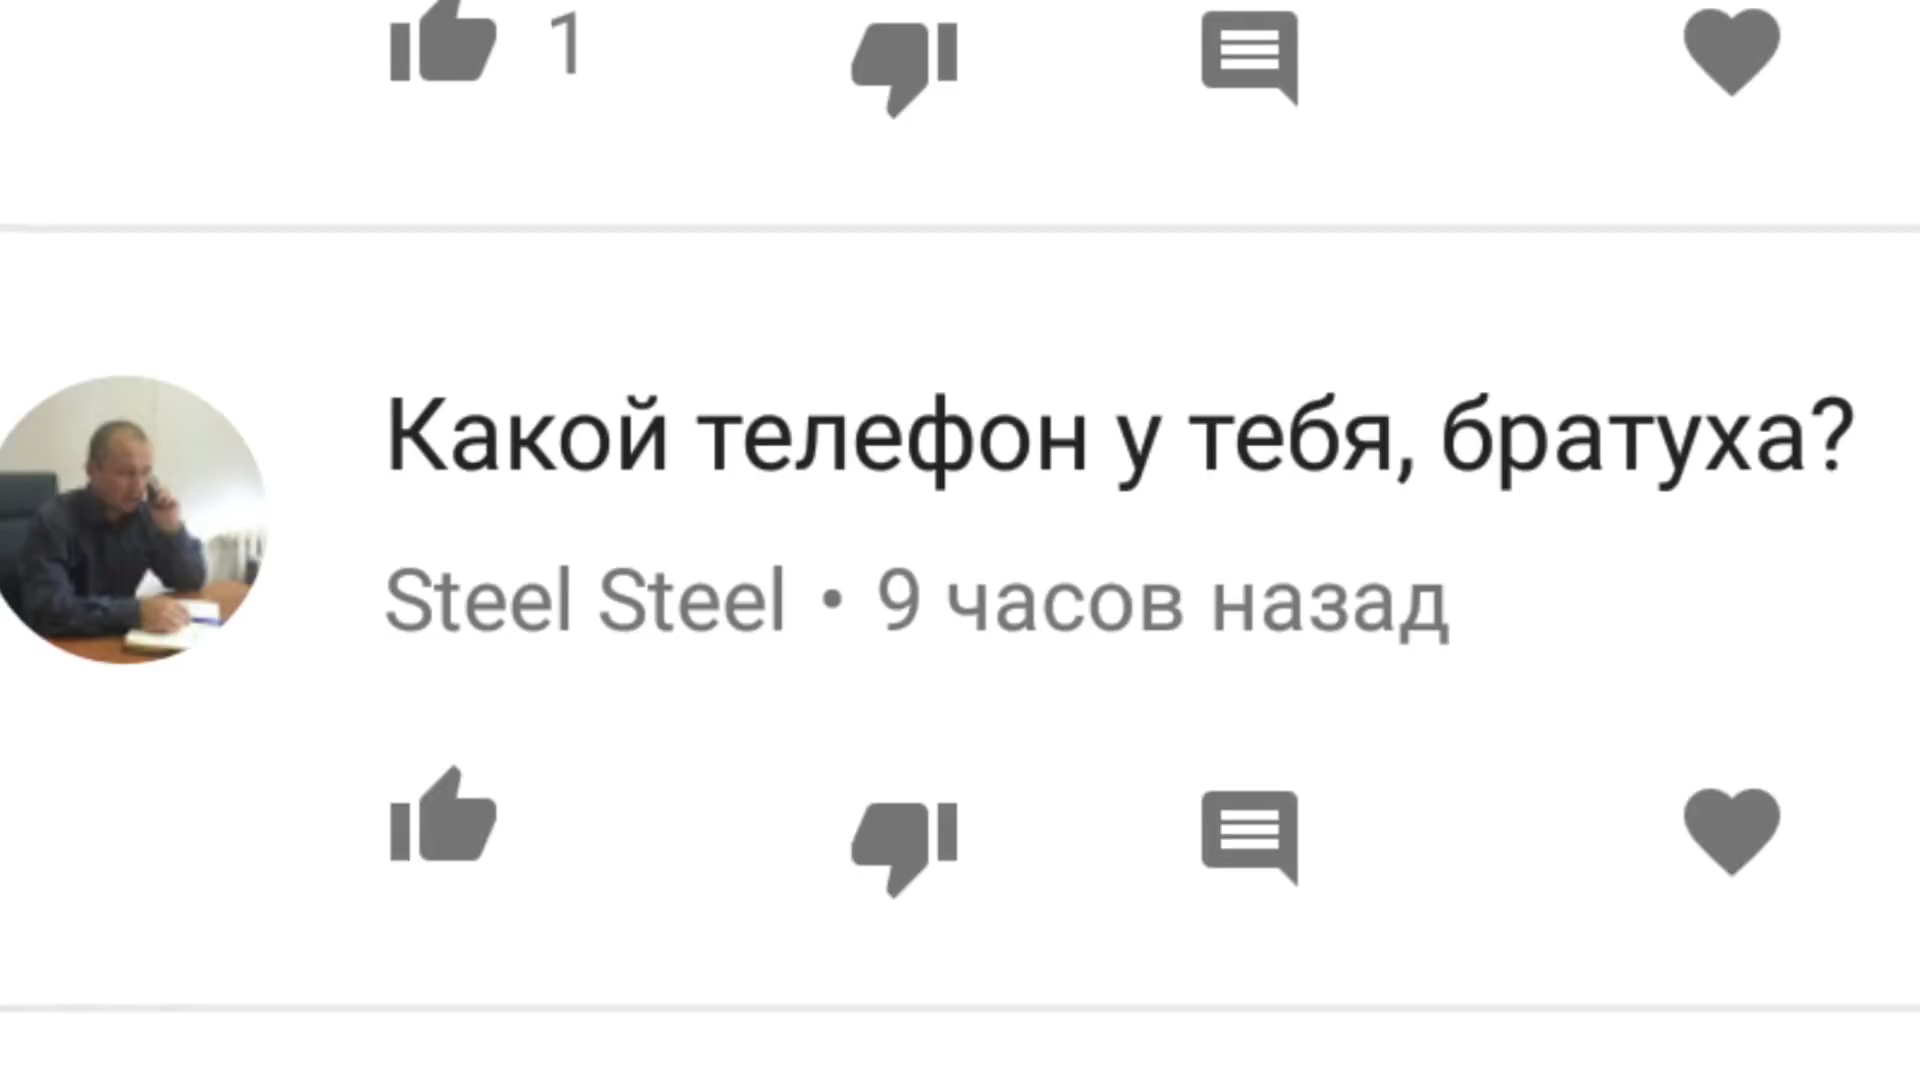 1
Какой телефон у тебя, братуха?
Steel Steel • 9 часов назад